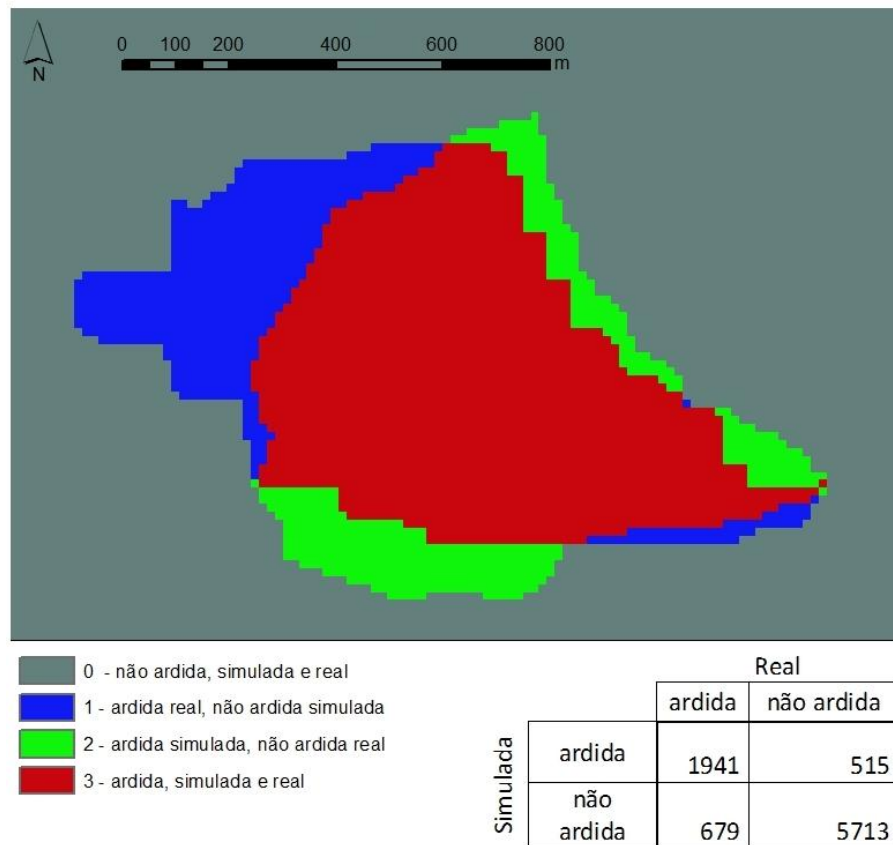 0 100 200 400 600 800
m
N
0 - não ardida, simulada e real
1 - ardida real, não ardida simulada
2 - ardida simulada, não ardida real
3 - ardida, simulada e real
Real
ardida não ardida
Simulada
ardida 1941 515
não
ardida 679 5713